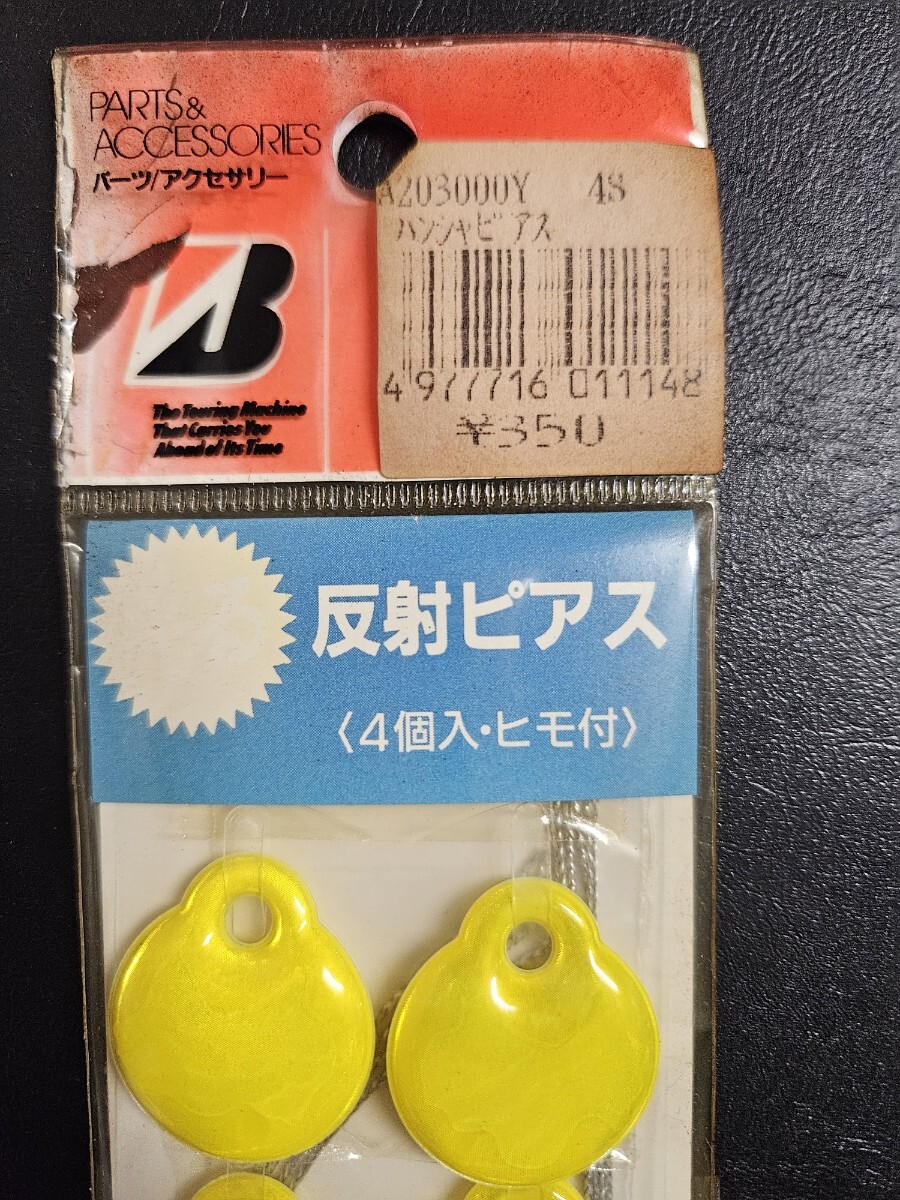 PARTS&
ACCESSORIES
パーツ/アクセサリー
B
The Touring Machine
That Carries You
Ahead of Its Time
A203000Y 48
ハンシャピアス
4 977716 011148
¥350
反射ピアス
〈4個入・ヒモ付〉